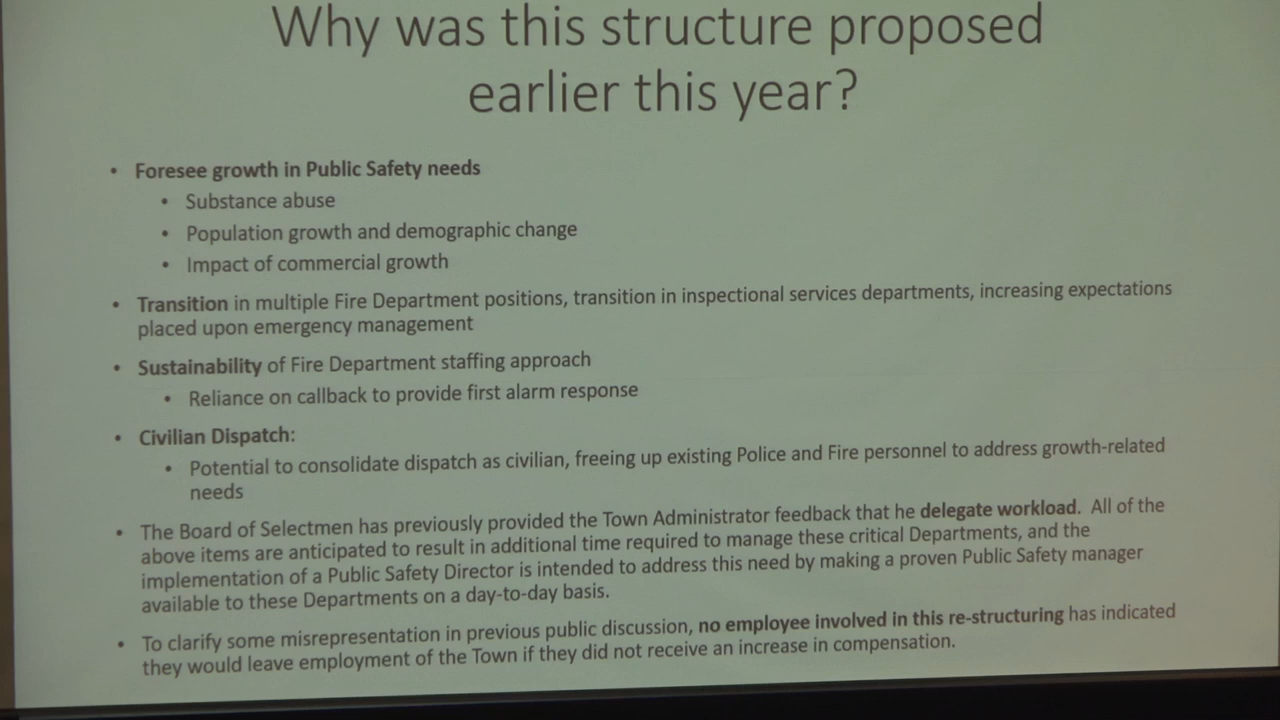 Why was this structure proposed
earlier this year?
• Foresee growth in Public Safety needs
• Substance abuse
• Population growth and demographic change
• Impact of commercial growth
• Transition in multiple Fire Department positions, transition in inspectional services departments, increasing expectations
placed upon emergency management
• Sustainability of Fire Department staffing approach
• Reliance on callback to provide first alarm response
• Civilian Dispatch:
• Potential to consolidate dispatch as civilian, freeing up existing Police and Fire personnel to address growth-related
needs
• The Board of Selectmen has previously provided the Town Administrator feedback that he delegate workload. All of the
above items are anticipated to result in additional time required to manage these critical Departments, and the
implementation of a Public Safety Director is intended to address this need by making a proven Public Safety manager
available to these Departments on a day-to-day basis.
• To clarify some misrepresentation in previous public discussion, no employee involved in this re-structuring has indicated
they would leave employment of the Town if they did not receive an increase in compensation.